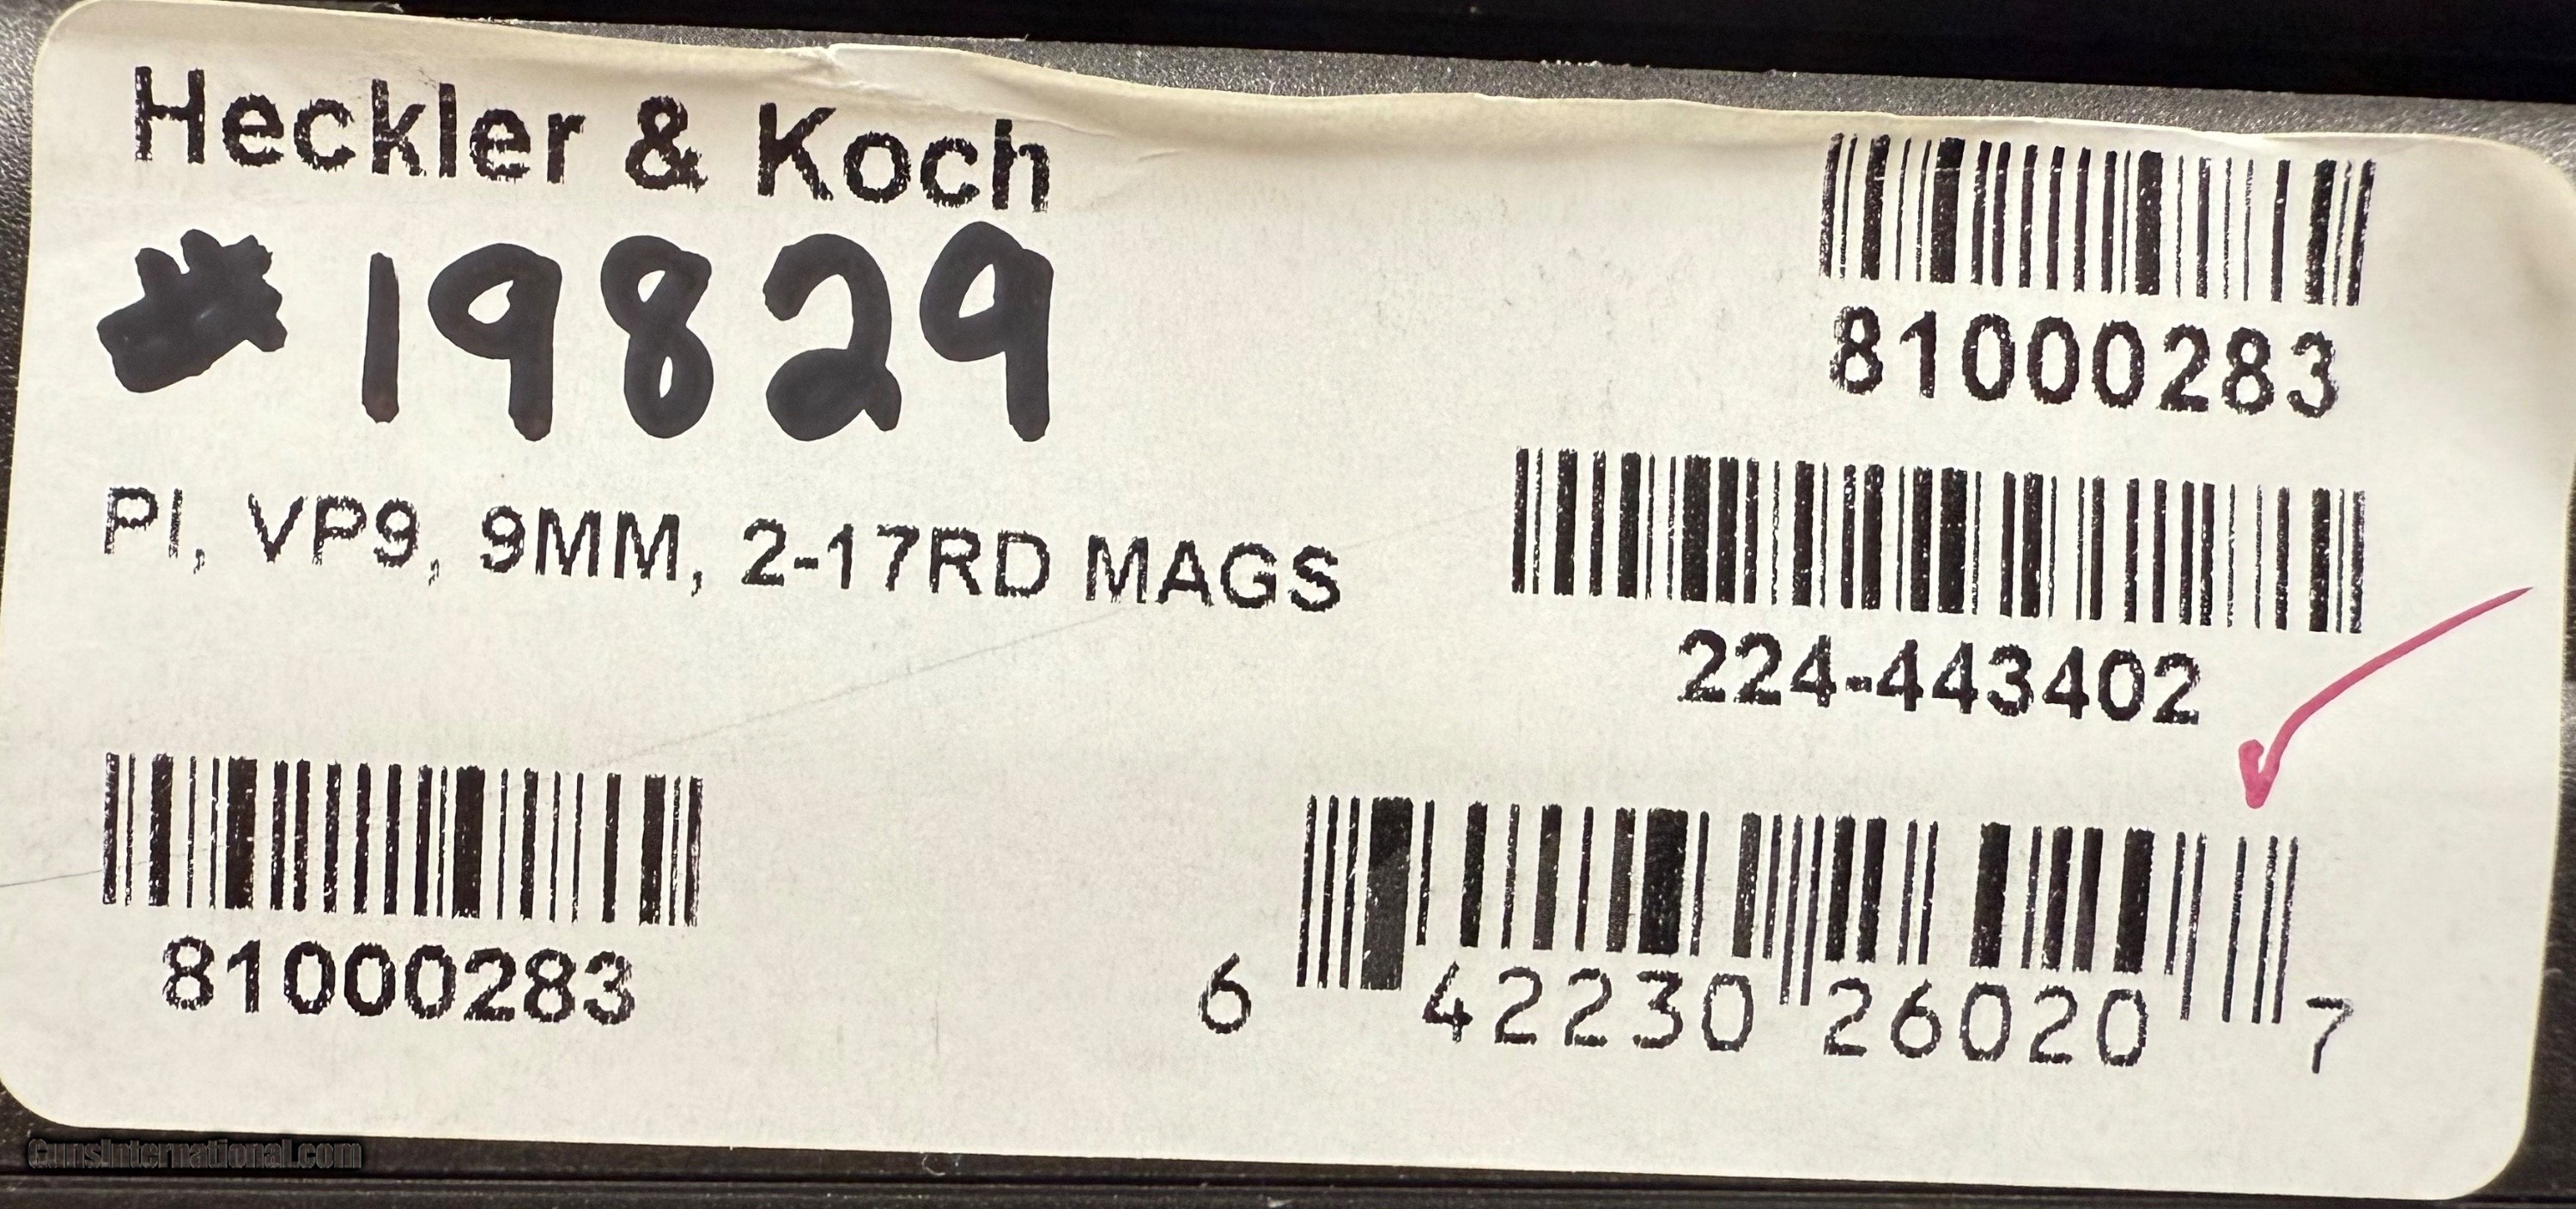 Heckler & Koch
# 19829
PI, VP9, 9MM, 2-17RD MAGS
81000283
81000283
224-443402
6 42230 26020 7
GunsInternational.com